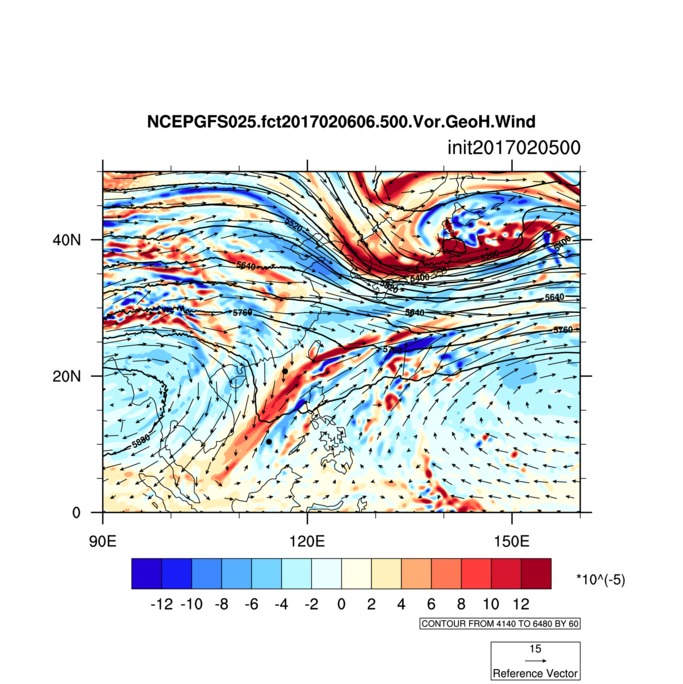 NCEPGFS025.fct2017020606.500.Vor.GeoH.Wind
init2017020500
40N
20N
0
90E 120E 150E
5520
5640
5760
5880
5400
5640
5640
5760
-12 -10 -8 -6 -4 -2 0 2 4 6 8 10 12
*10^(-5)
CONTOUR FROM 4140 TO 6480 BY 60
15
Reference Vector